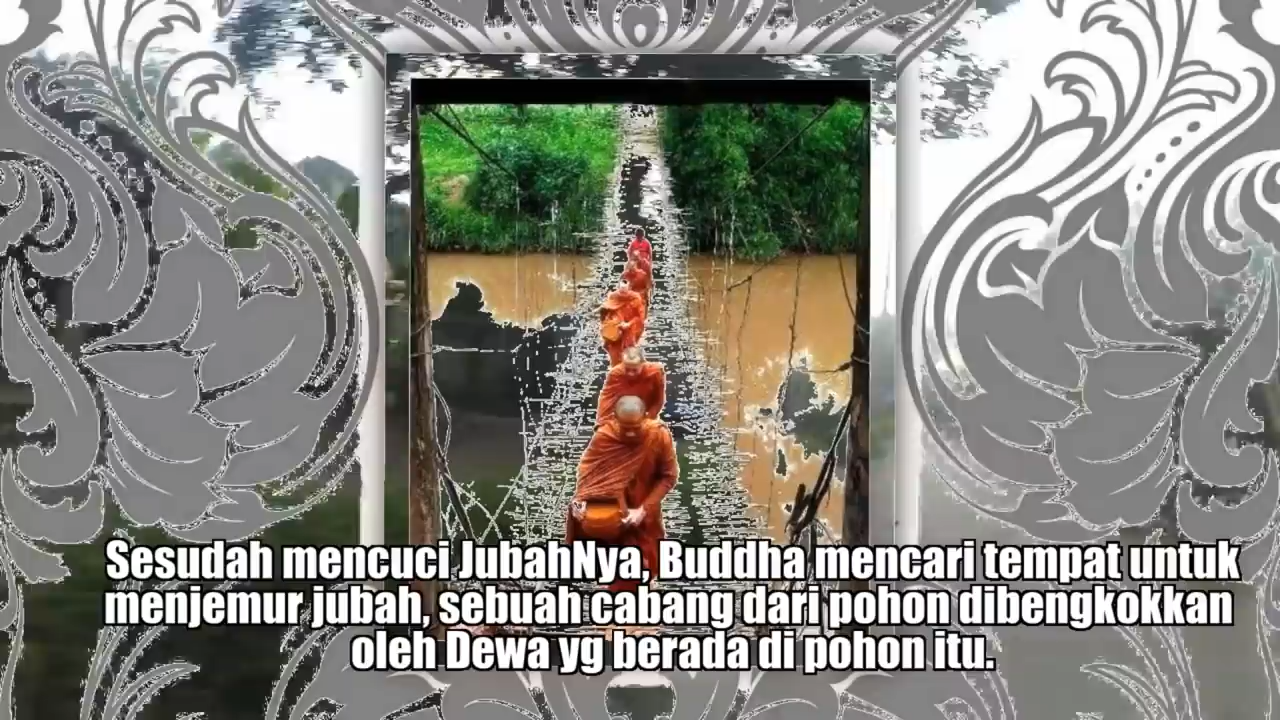 Sesudah mencuci JubahNya, Buddha mencari tempat untuk
menjemur jubah, sebuah cabang dari pohon dibengkokkan
oleh Dewa yg berada di pohon itu.